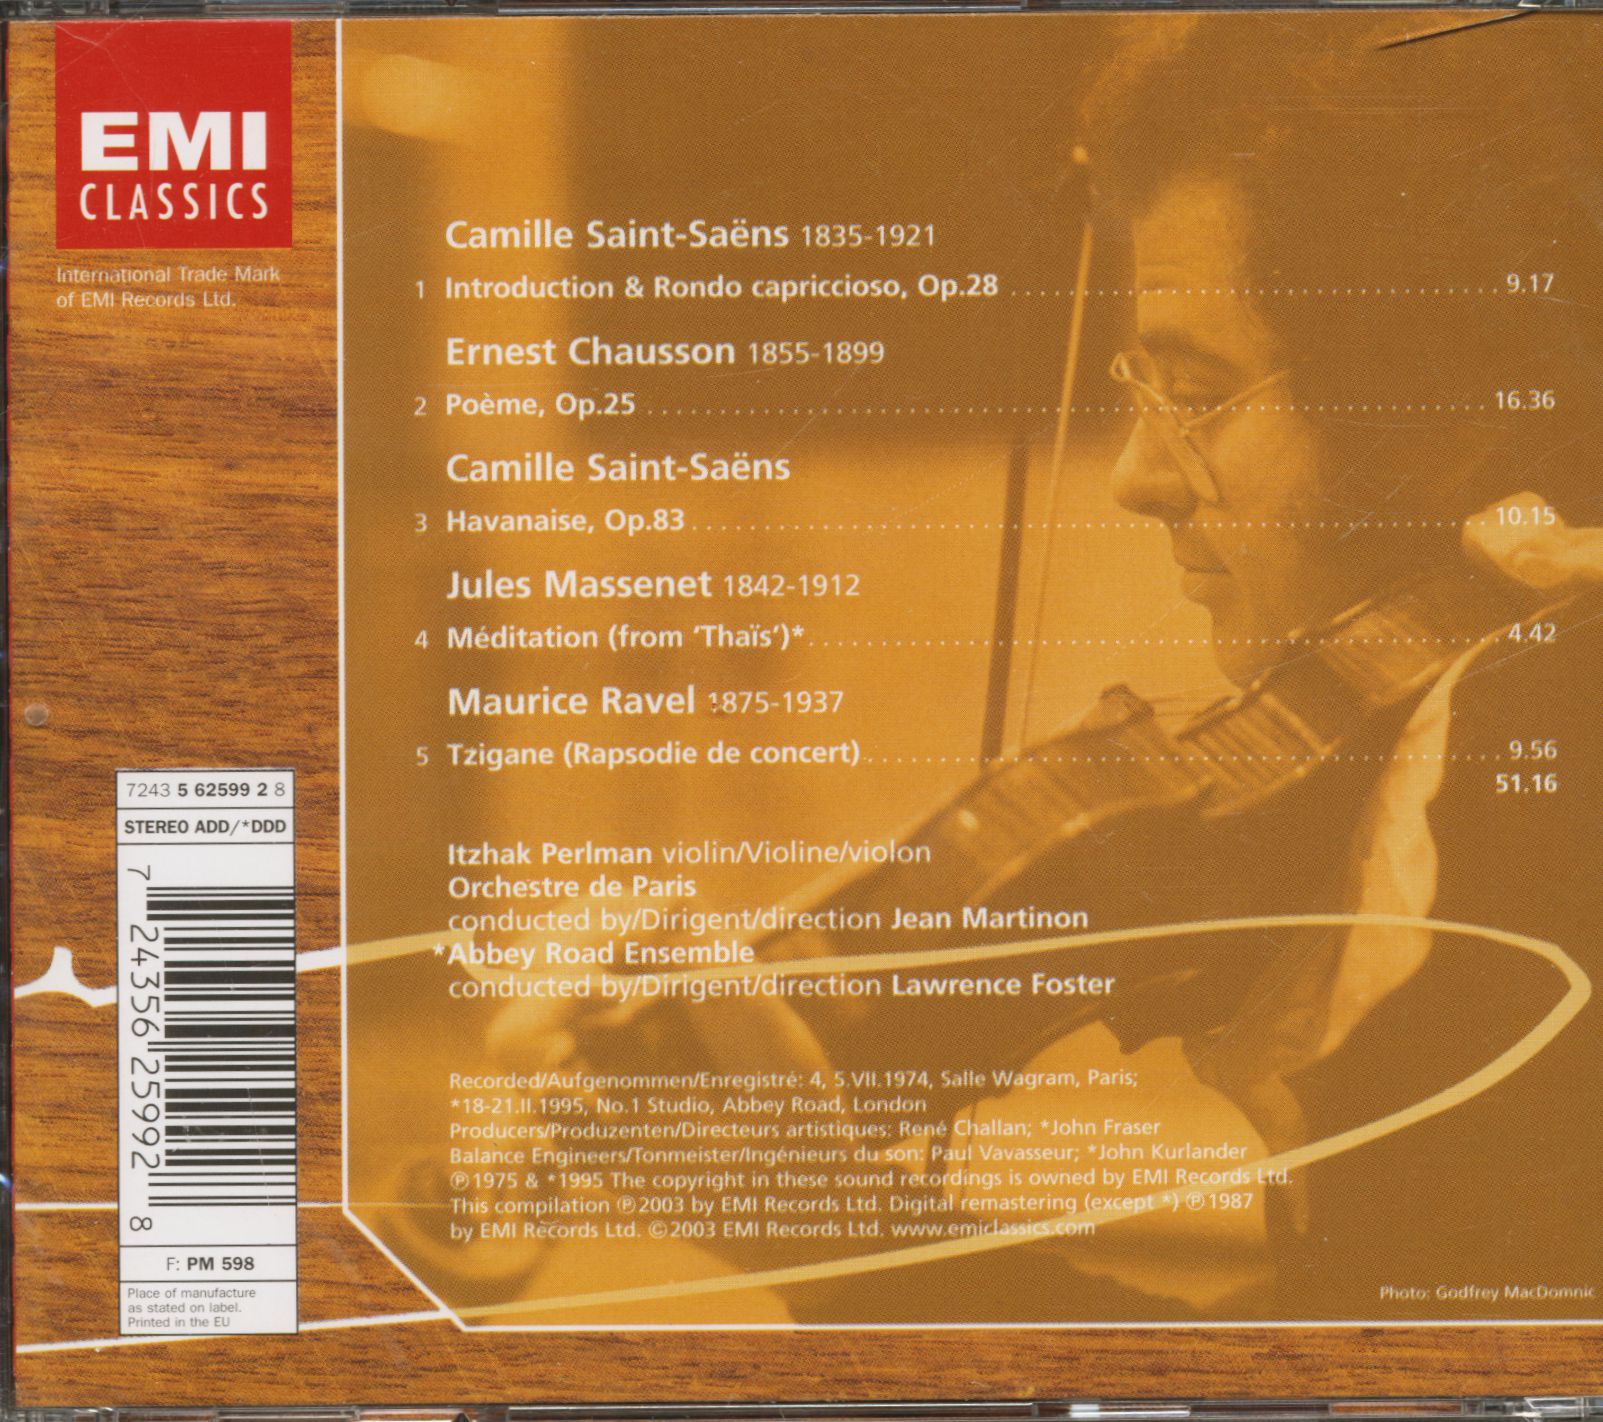 EMI
CLASSICS
International Trade Mark
of EMI Records Ltd.
Camille Saint-Saëns 1835-1921
1 Introduction & Rondo capriccioso, Op.28 9.17
Ernest Chausson 1855-1899
2 Poème, Op.25 16.36
Camille Saint-Saëns
3 Havanaise, Op.83 10.15
Jules Massenet 1842-1912
4 Méditation (from ‘Thaïs’)* 4.42
Maurice Ravel 1875-1937
5 Tzigane (Rapsodie de concert) 9.56
51.16
Itzhak Perlman violin/Violine/violon
Orchestre de Paris
conducted by/Dirigent/direction Jean Martinon
*Abbey Road Ensemble
conducted by/Dirigent/direction Lawrence Foster
Recorded/Aufgenommen/Enregistré: 4, 5.VII.1974, Salle Wagram, Paris;
*18-21.II.1995, No.1 Studio, Abbey Road, London
Producers/Produzenten/Directeurs artistiques: René Challan; *John Fraser
Balance Engineers/Tonmeister/Ingénieurs du son: Paul Vavasseur; *John Kurlander
℗1975 & *1995 The copyright in these sound recordings is owned by EMI Records Ltd.
This compilation ℗2003 by EMI Records Ltd. Digital remastering (except *) ℗1987
by EMI Records Ltd. ©2003 EMI Records Ltd. www.emiclassics.com
Photo: Godfrey MacDomnic
7243 5 62599 2 8
STEREO ADD/*DDD
7 24356 25992 8
F: PM 598
Place of manufacture
as stated on label.
Printed in the EU